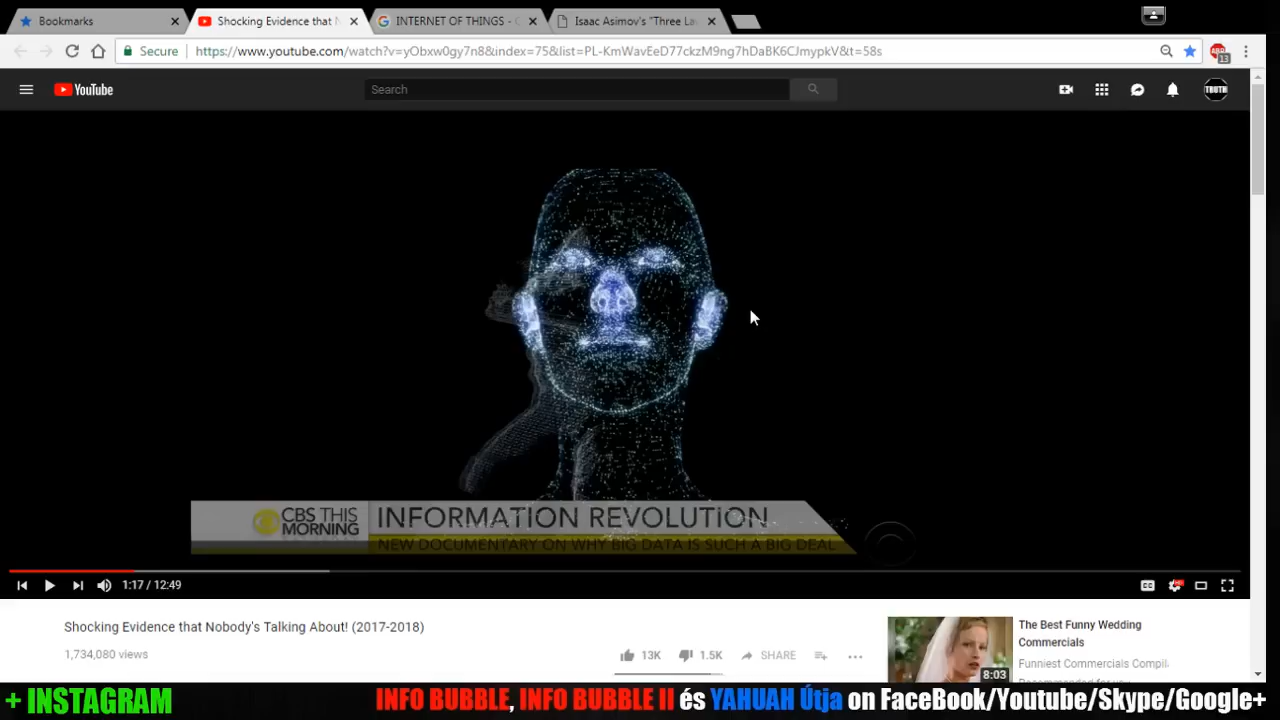 Bookmarks
Shocking Evidence that N
INTERNET OF THINGS - G
Isaac Asimov's "Three La
Secure
https://www.youtube.com/watch?v=yObxw0gy7n8&index=75&list=PL-KmWavEeD77ckzM9ng7hDaBK6CJmypkV&t=58s
13
YouTube
Search
TRUTH
CBS THIS
MORNING
INFORMATION REVOLUTiON
NEW DOCUMENTARY ON WHY BIG DATA IS SUCH A BIG DEAL
1:17 / 12:49
CC
HD
Shocking Evidence that Nobody's Talking About! (2017-2018)
1,734,080 views
13K
1.5K
SHARE
8:03
The Best Funny Wedding
Commercials
Funniest Commercials Compil
+ INSTAGRAM
INFO BUBBLE, INFO BUBBLE II és YAHUAH Útja on FaceBook/Youtube/Skype/Google+